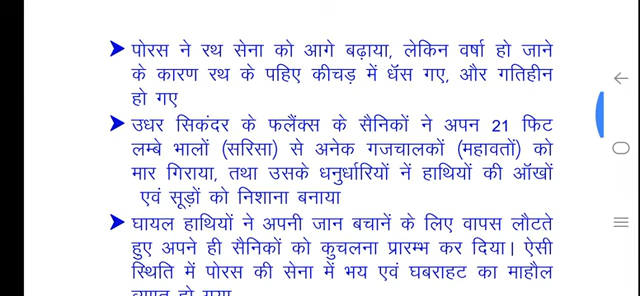 ➤ पोरस ने रथ सेना को आगे बढ़ाया, लेकिन वर्षा हो जाने
के कारण रथ के पहिए कीचड़ में धॅस गए, और गतिहीन
हो गए
➤ उधर सिकंदर के फलैंक्स के सैनिकों ने अपन 21 फिट
लम्बे भालों (सरिसा) से अनेक गजचालकों (महावतों) को
मार गिराया, तथा उसके धनुर्धारियों नें हाथियों की ऑखों
एवं सूड़ों को निशाना बनाया
➤ घायल हाथियों ने अपनी जान बचानें के लिए वापस लौटते
हुए अपने ही सैनिकों को कुचलना प्रारम्भ कर दिया। ऐसी
स्थिति में पोरस की सेना में भय एवं घबराहट का माहौल